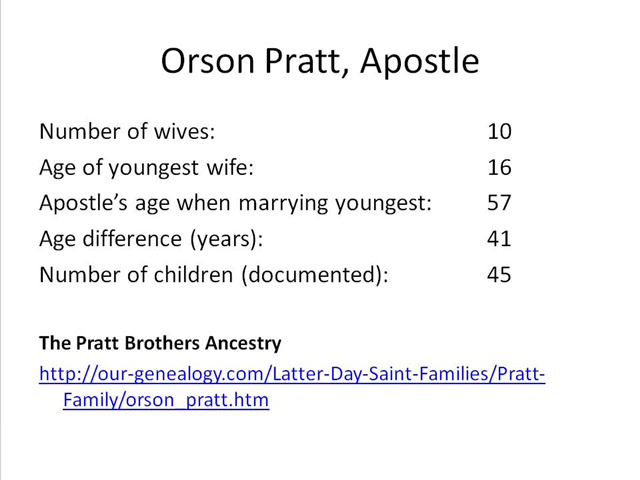 Orson Pratt, Apostle
Number of wives: 10
Age of youngest wife: 16
Apostle’s age when marrying youngest: 57
Age difference (years): 41
Number of children (documented): 45
The Pratt Brothers Ancestry
http://our-genealogy.com/Latter-Day-Saint-Families/Pratt-
Family/orson_pratt.htm